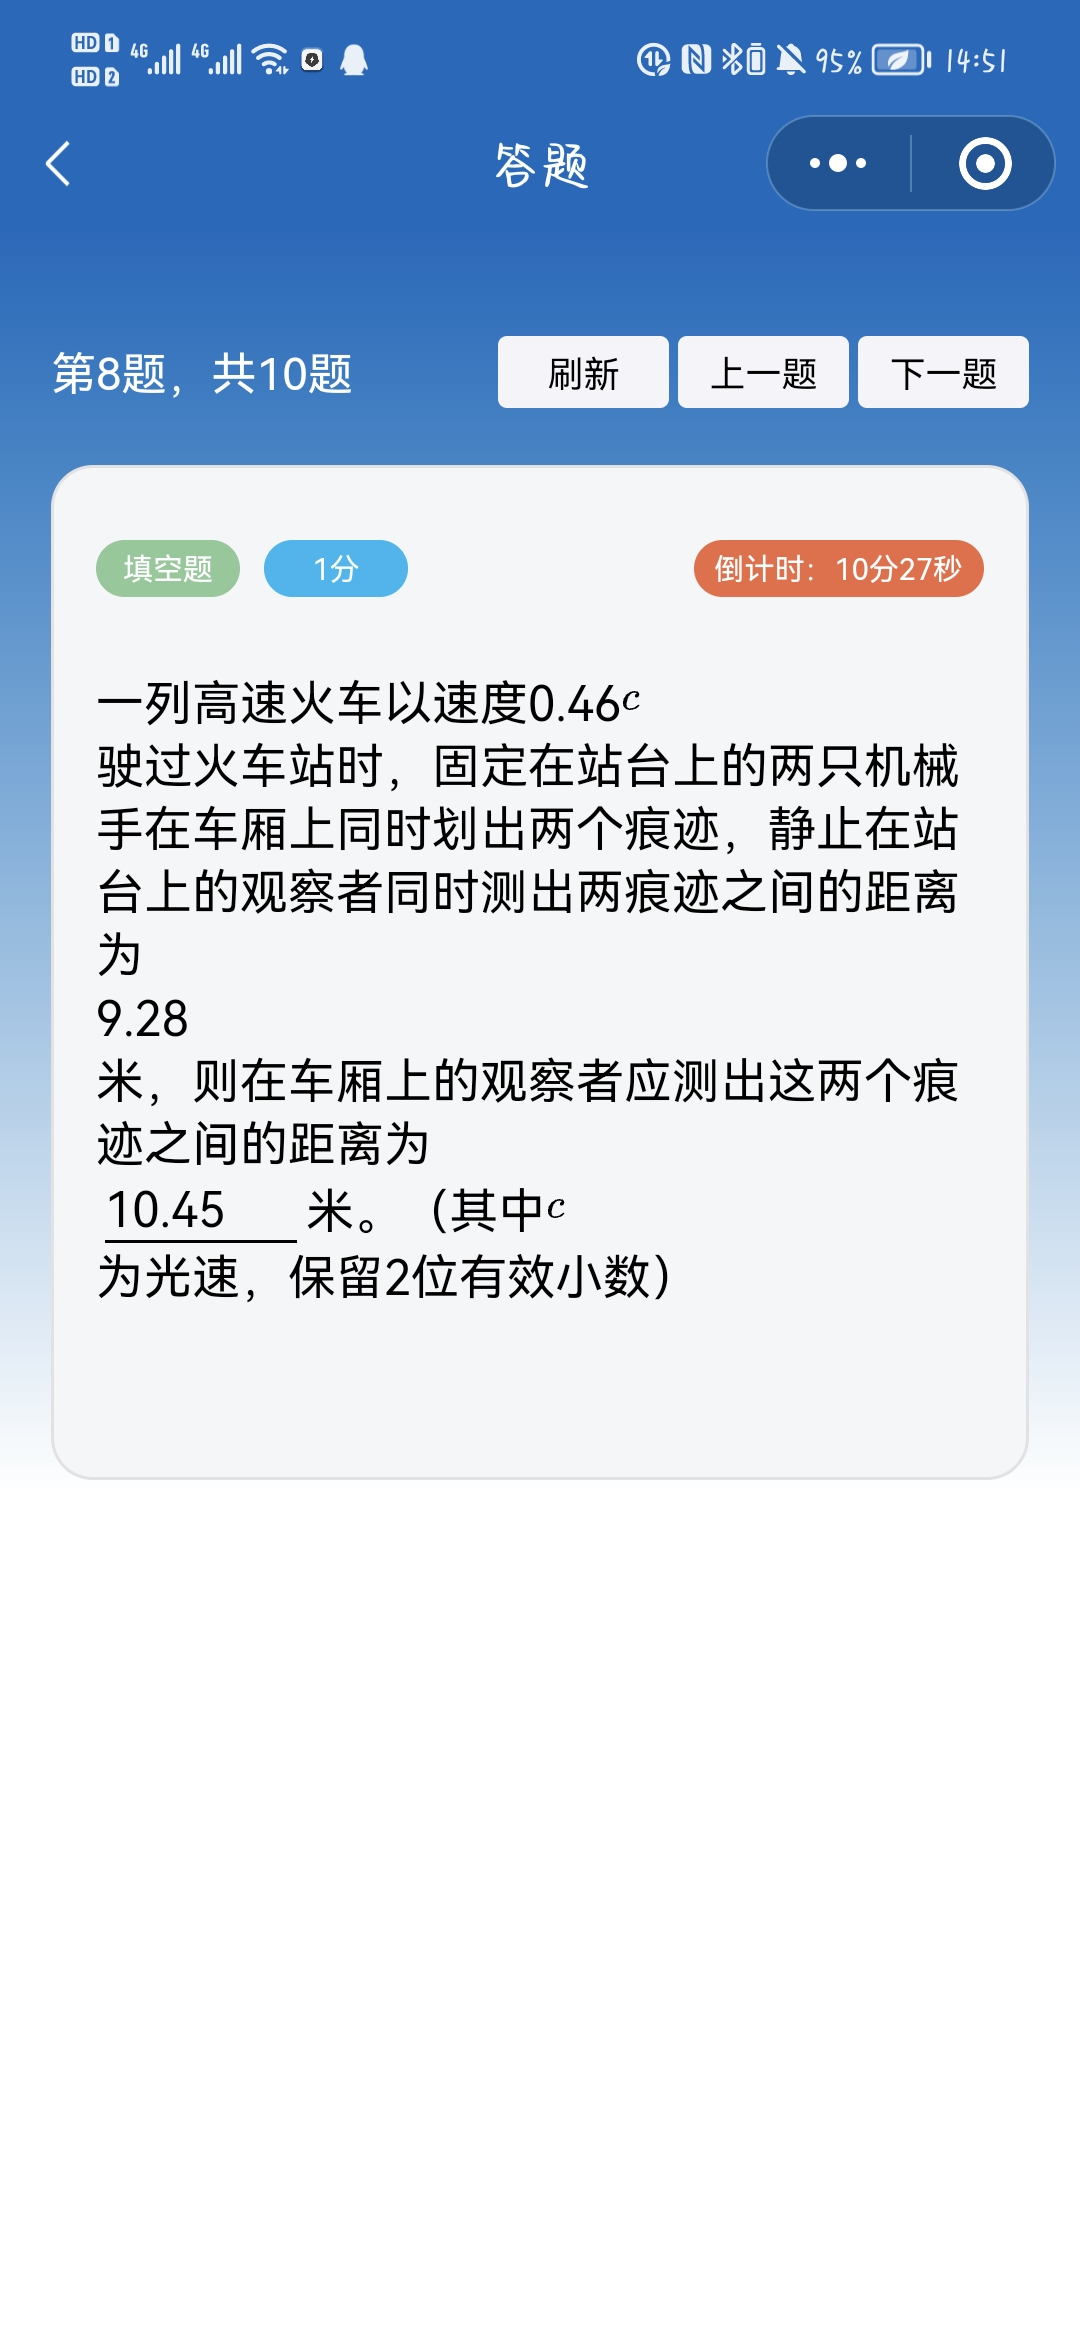 HD 1 4G 4G 95% 14:51
HD 2
答题
第8题，共10题 刷新 上一题 下一题
填空题 1分 倒计时：10分27秒
一列高速火车以速度0.46c
驶过火车站时，固定在站台上的两只机械
手在车厢上同时划出两个痕迹，静止在站
台上的观察者同时测出两痕迹之间的距离
为
9.28
米，则在车厢上的观察者应测出这两个痕
迹之间的距离为
10.45 米。（其中c
为光速，保留2位有效小数）